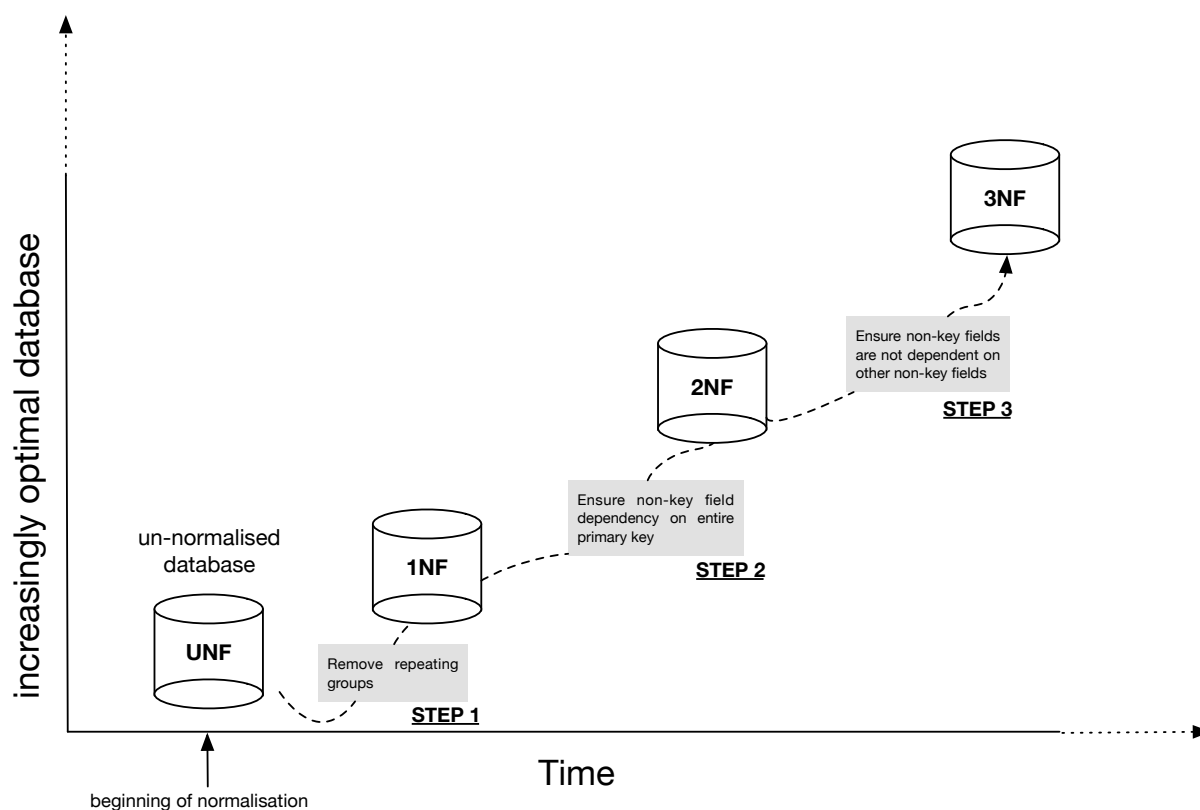 increasingly optimal database
3NF
Ensure non-key fields
are not dependent on
other non-key fields
STEP 3
2NF
Ensure non-key field
dependency on entire
primary key
STEP 2
1NF
un-normalised
database
UNF
Remove repeating
groups
STEP 1
Time
beginning of normalisation